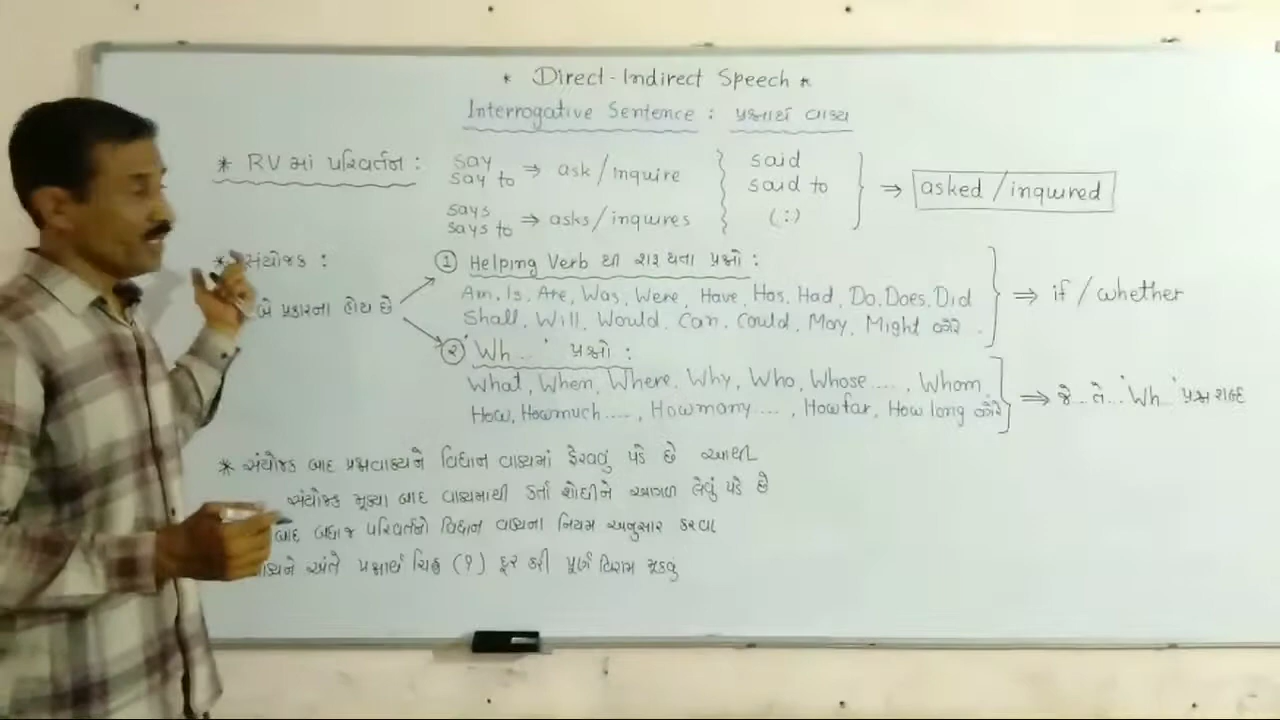 * Direct-Indirect Speech *
Interrogative Sentence : પ્રશ્નાર્થ વાક્ય
* RV માં પરિવર્તન :
say
say to ⇒ ask / inquire
says
says to ⇒ asks / inquires
said
said to
(:)
⇒ asked / inquired
* સંયોજક :
બે પ્રકારના હોય છે
① Helping Verb થી શરૂ થતા પ્રશ્નો :
Am, Is, Are, Was, Were, Have, Has, Had, Do, Does, Did
Shall, Will, Would, Can, Could, May, Might વગેરે .
⇒ if / whether
② 'Wh...' પ્રશ્નો :
What, When, Where, Why, Who, Whose ...., Whom,
How, How much ....., How many ...., How far, How long વગેરે
⇒ જે...તે...'Wh...' પ્રશ્ન શબ્દ
* સંયોજક બાદ પ્રશ્નવાક્યને વિધાન વાક્યમાં ફેરવવું પડે છે આથી
સંયોજક મૂક્યા બાદ વાક્યમાથી કર્તા શોધીને આગળ લેવું પડે છે
બાદ બધાજ પરિવર્તનો વિધાન વાક્યના નિયમ અનુસાર કરવા
અંતે પ્રશ્નાર્થ ચિહ્ન (?) દૂર કરી પૂર્ણ વિરામ મૂકવું